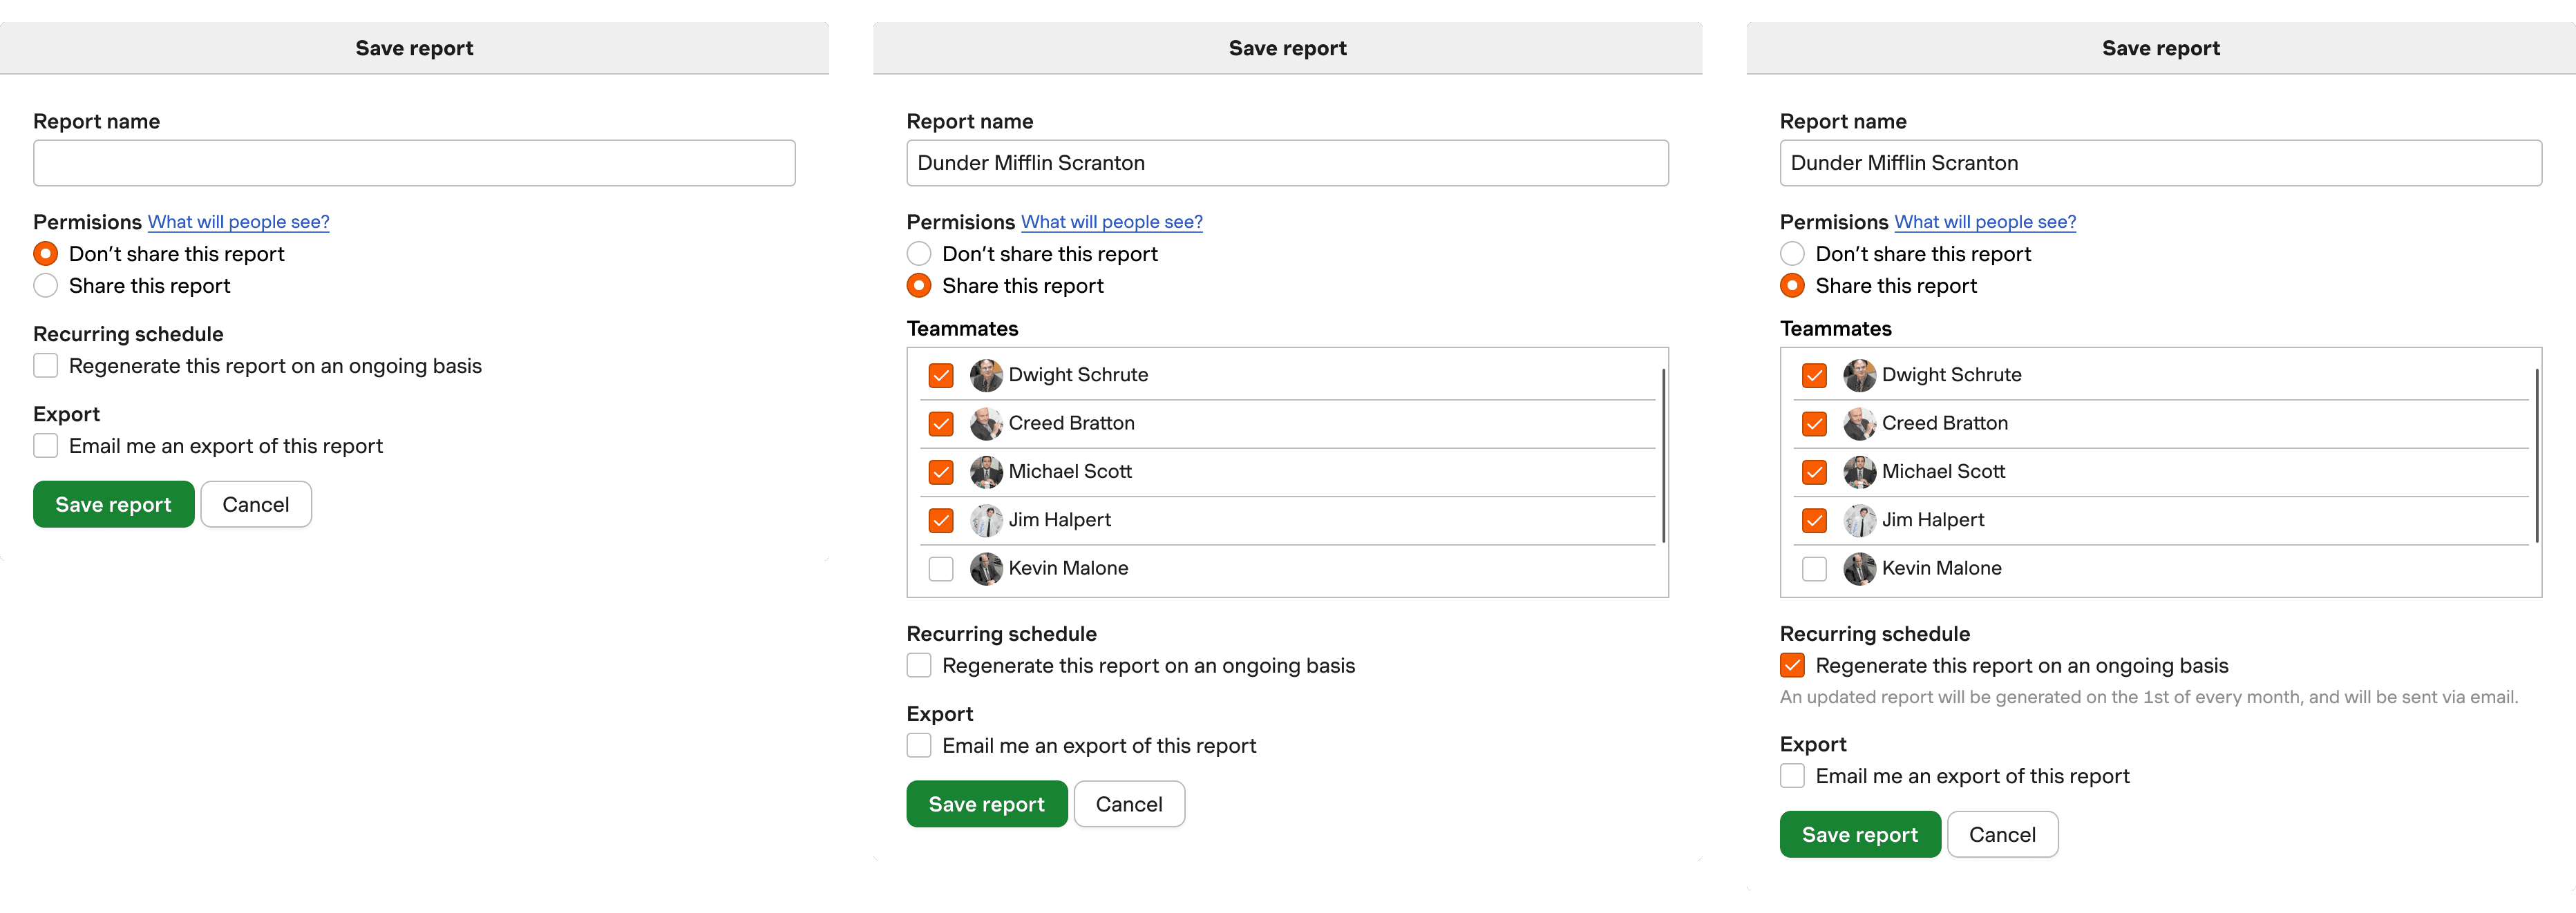 Save report
Report name
Permisions What will people see?
Don’t share this report
Share this report
Recurring schedule
Regenerate this report on an ongoing basis
Export
Email me an export of this report
Save report Cancel
Save report
Report name
Dunder Mifflin Scranton
Permisions What will people see?
Don’t share this report
Share this report
Teammates
Dwight Schrute
Creed Bratton
Michael Scott
Jim Halpert
Kevin Malone
Recurring schedule
Regenerate this report on an ongoing basis
Export
Email me an export of this report
Save report Cancel
Save report
Report name
Dunder Mifflin Scranton
Permisions What will people see?
Don’t share this report
Share this report
Teammates
Dwight Schrute
Creed Bratton
Michael Scott
Jim Halpert
Kevin Malone
Recurring schedule
Regenerate this report on an ongoing basis
An updated report will be generated on the 1st of every month, and will be sent via email.
Export
Email me an export of this report
Save report Cancel